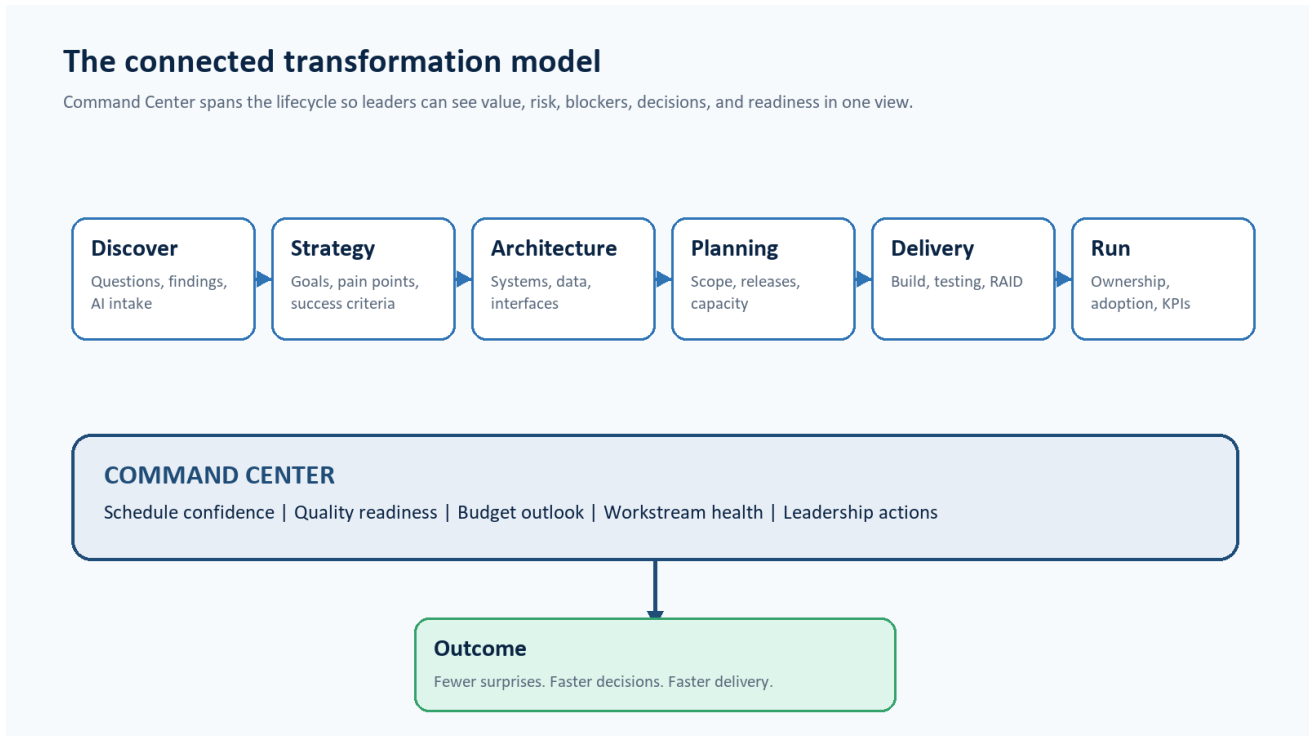 The connected transformation model
Command Center spans the lifecycle so leaders can see value, risk, blockers, decisions, and readiness in one view.
Discover
Questions, findings,
AI intake
Strategy
Goals, pain points,
success criteria
Architecture
Systems, data,
interfaces
Planning
Scope, releases,
capacity
Delivery
Build, testing, RAID
Run
Ownership,
adoption, KPIs
COMMAND CENTER
Schedule confidence | Quality readiness | Budget outlook | Workstream health | Leadership actions
Outcome
Fewer surprises. Faster decisions. Faster delivery.